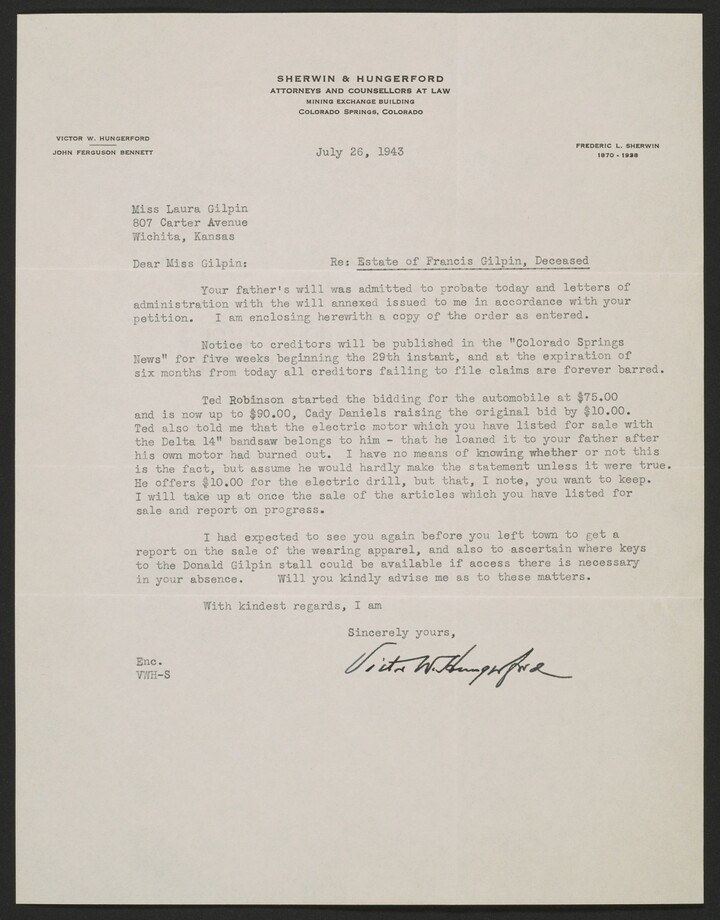 SHERWIN & HUNGERFORD
ATTORNEYS AND COUNSELLORS AT LAW
MINING EXCHANGE BUILDING
COLORADO SPRINGS, COLORADO
VICTOR W. HUNGERFORD
JOHN FERGUSON BENNETT
July 26, 1943
FREDERIC L. SHERWIN
1870 - 1938
Miss Laura Gilpin
807 Carter Avenue
Wichita, Kansas
Dear Miss Gilpin: Re: Estate of Francis Gilpin, Deceased
Your father's will was admitted to probate today and letters of
administration with the will annexed issued to me in accordance with your
petition. I am enclosing herewith a copy of the order as entered.
Notice to creditors will be published in the "Colorado Springs
News" for five weeks beginning the 29th instant, and at the expiration of
six months from today all creditors failing to file claims are forever barred.
Ted Robinson started the bidding for the automobile at $75.00
and is now up to $90.00, Cady Daniels raising the original bid by $10.00.
Ted also told me that the electric motor which you have listed for sale with
the Delta 14" bandsaw belongs to him - that he loaned it to your father after
his own motor had burned out. I have no means of knowing whether or not this
is the fact, but assume he would hardly make the statement unless it were true.
He offers $10.00 for the electric drill, but that, I note, you want to keep.
I will take up at once the sale of the articles which you have listed for
sale and report on progress.
I had expected to see you again before you left town to get a
report on the sale of the wearing apparel, and also to ascertain where keys
to the Donald Gilpin stall could be available if access there is necessary
in your absence. Will you kindly advise me as to these matters.
With kindest regards, I am
Sincerely yours,
Victor W. Hungerford
Enc.
VWH-S